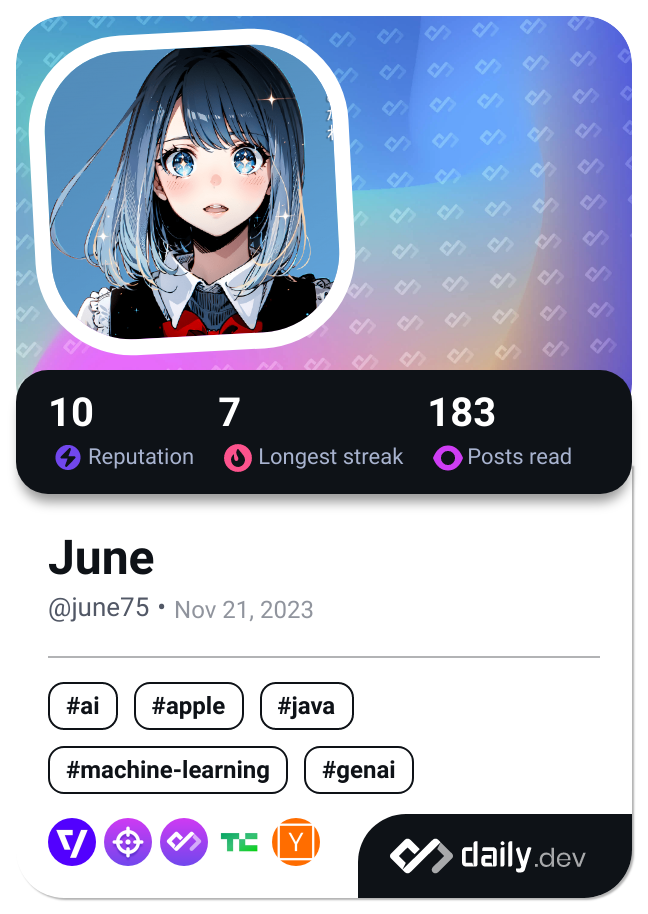 10
7
183
Reputation
Longest streak
Posts read
June
@june75 • Nov 21, 2023
#ai
#apple
#java
#machine-learning
#genai
TC
Y
daily.dev